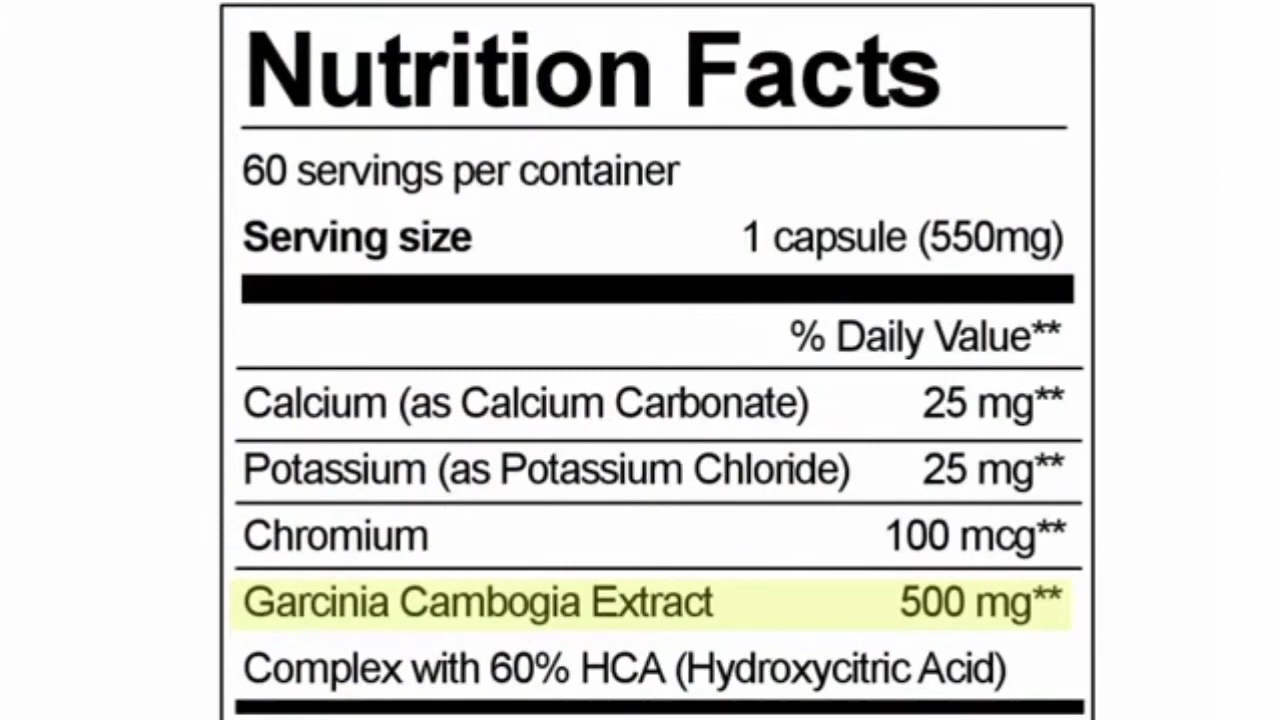 Nutrition Facts
60 servings per container
Serving size 1 capsule (550mg)
% Daily Value**
Calcium (as Calcium Carbonate) 25 mg**
Potassium (as Potassium Chloride) 25 mg**
Chromium 100 mcg**
Garcinia Cambogia Extract 500 mg**
Complex with 60% HCA (Hydroxycitric Acid)